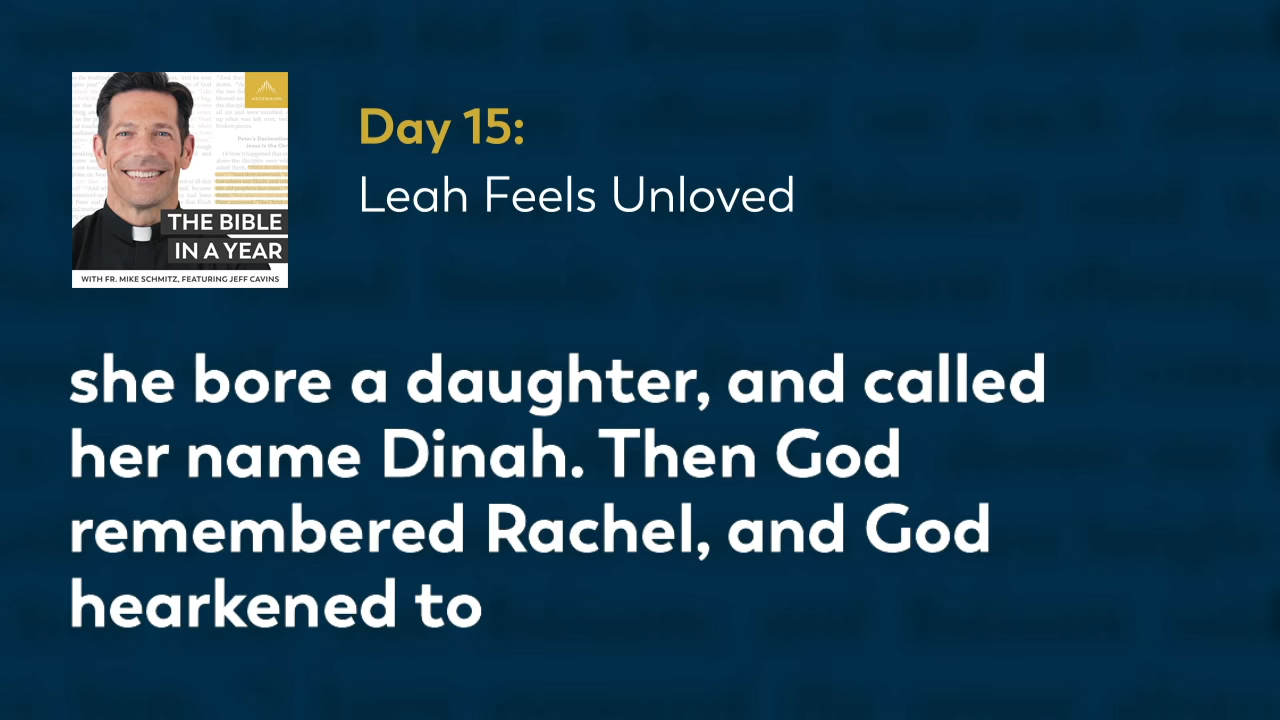 ASCENSION
THE BIBLE
IN A YEAR
WITH FR. MIKE SCHMITZ, FEATURING JEFF CAVINS
Day 15:
Leah Feels Unloved
she bore a daughter, and called
her name Dinah. Then God
remembered Rachel, and God
hearkened to